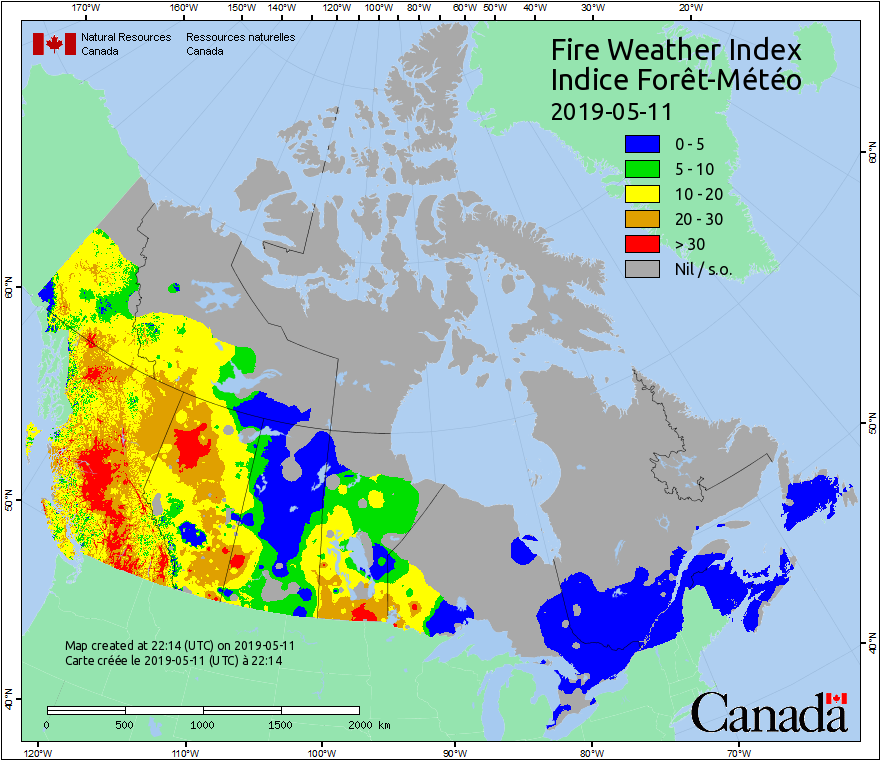 170°W 160°W 150°W 140°W 130°W 120°W 110°W 100°W 90°W 80°W 70°W 60°W 50°W 40°W 30°W 20°W
Natural Resources Ressources naturelles
Canada Canada
Fire Weather Index
Indice Forêt-Météo
2019-05-11
0 - 5
5 - 10
10 - 20
20 - 30
> 30
Nil / s.o.
60°N
60°N
50°N
50°N
40°N
40°N
Map created at 22:14 (UTC) on 2019-05-11
Carte créée le 2019-05-11 (UTC) à 22:14
0 500 1000 1500 2000 km
Canada
120°W 110°W 100°W 90°W 80°W 70°W